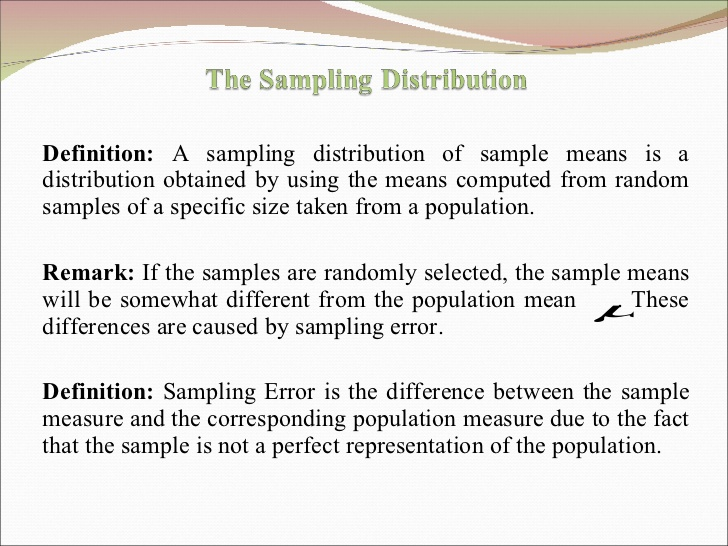 The Sampling Distribution
Definition: A sampling distribution of sample means is a
distribution obtained by using the means computed from random
samples of a specific size taken from a population.
Remark: If the samples are randomly selected, the sample means
will be somewhat different from the population mean μ These
differences are caused by sampling error.
Definition: Sampling Error is the difference between the sample
measure and the corresponding population measure due to the fact
that the sample is not a perfect representation of the population.